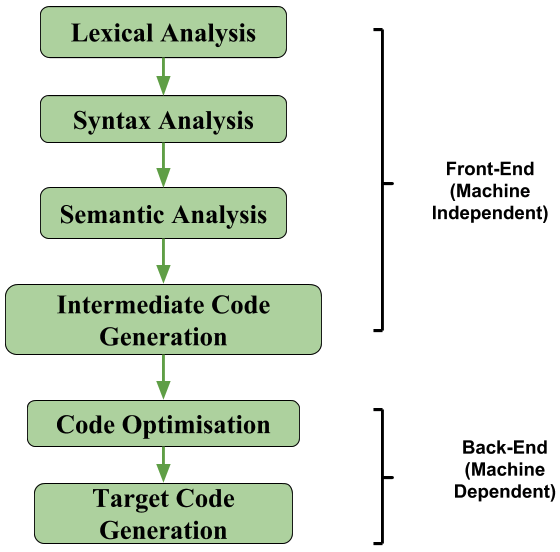 Lexical Analysis
Syntax Analysis
Semantic Analysis
Intermediate Code
Generation
Front-End
(Machine
Independent)
Code Optimisation
Target Code
Generation
Back-End
(Machine
Dependent)